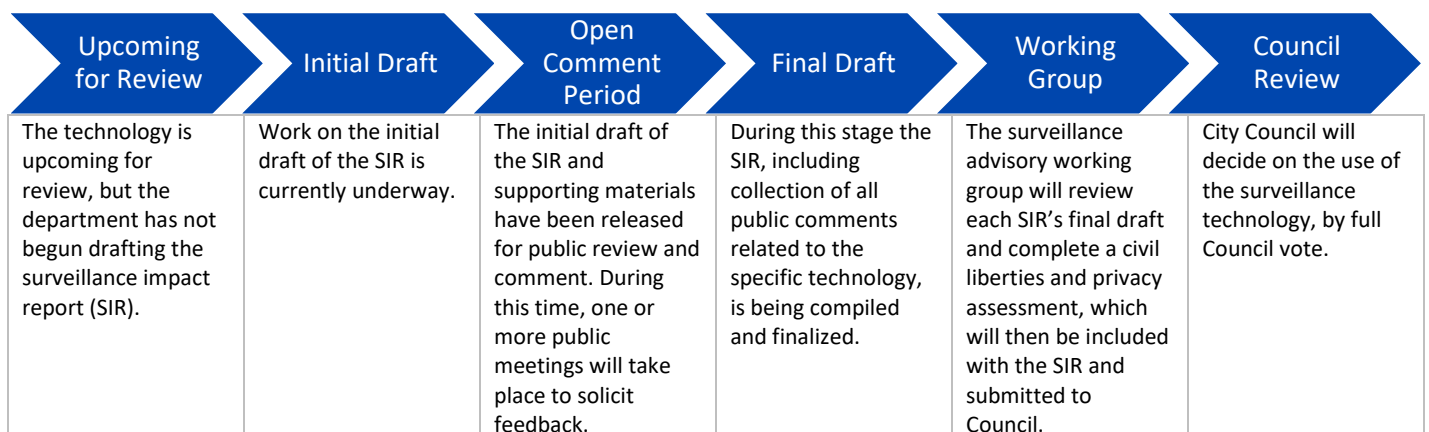 Upcoming
for Review
Initial Draft
Open
Comment
Period
Final Draft
Working
Group
Council
Review
The technology is
upcoming for
review, but the
department has not
begun drafting the
surveillance impact
report (SIR).
Work on the initial
draft of the SIR is
currently underway.
The initial draft of
the SIR and
supporting materials
have been released
for public review and
comment. During
this time, one or
more public
meetings will take
place to solicit
feedback.
During this stage the
SIR, including
collection of all
public comments
related to the
specific technology,
is being compiled
and finalized.
The surveillance
advisory working
group will review
each SIR’s final draft
and complete a civil
liberties and privacy
assessment, which
will then be included
with the SIR and
submitted to
Council.
City Council will
decide on the use of
the surveillance
technology, by full
Council vote.